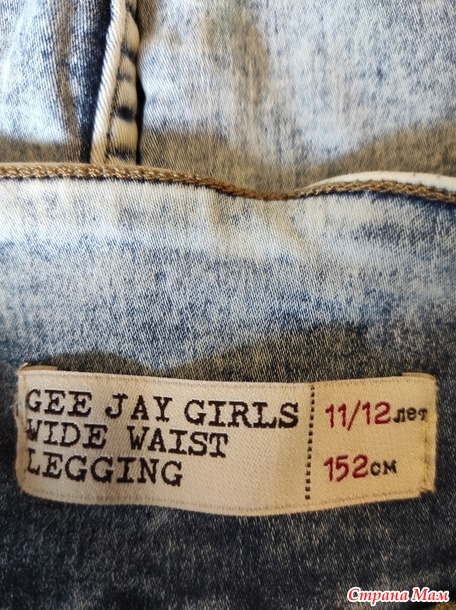 GEE JAY GIRLS
WIDE WAIST
LEGGING
11/12 лет
152 см
Страна Мам